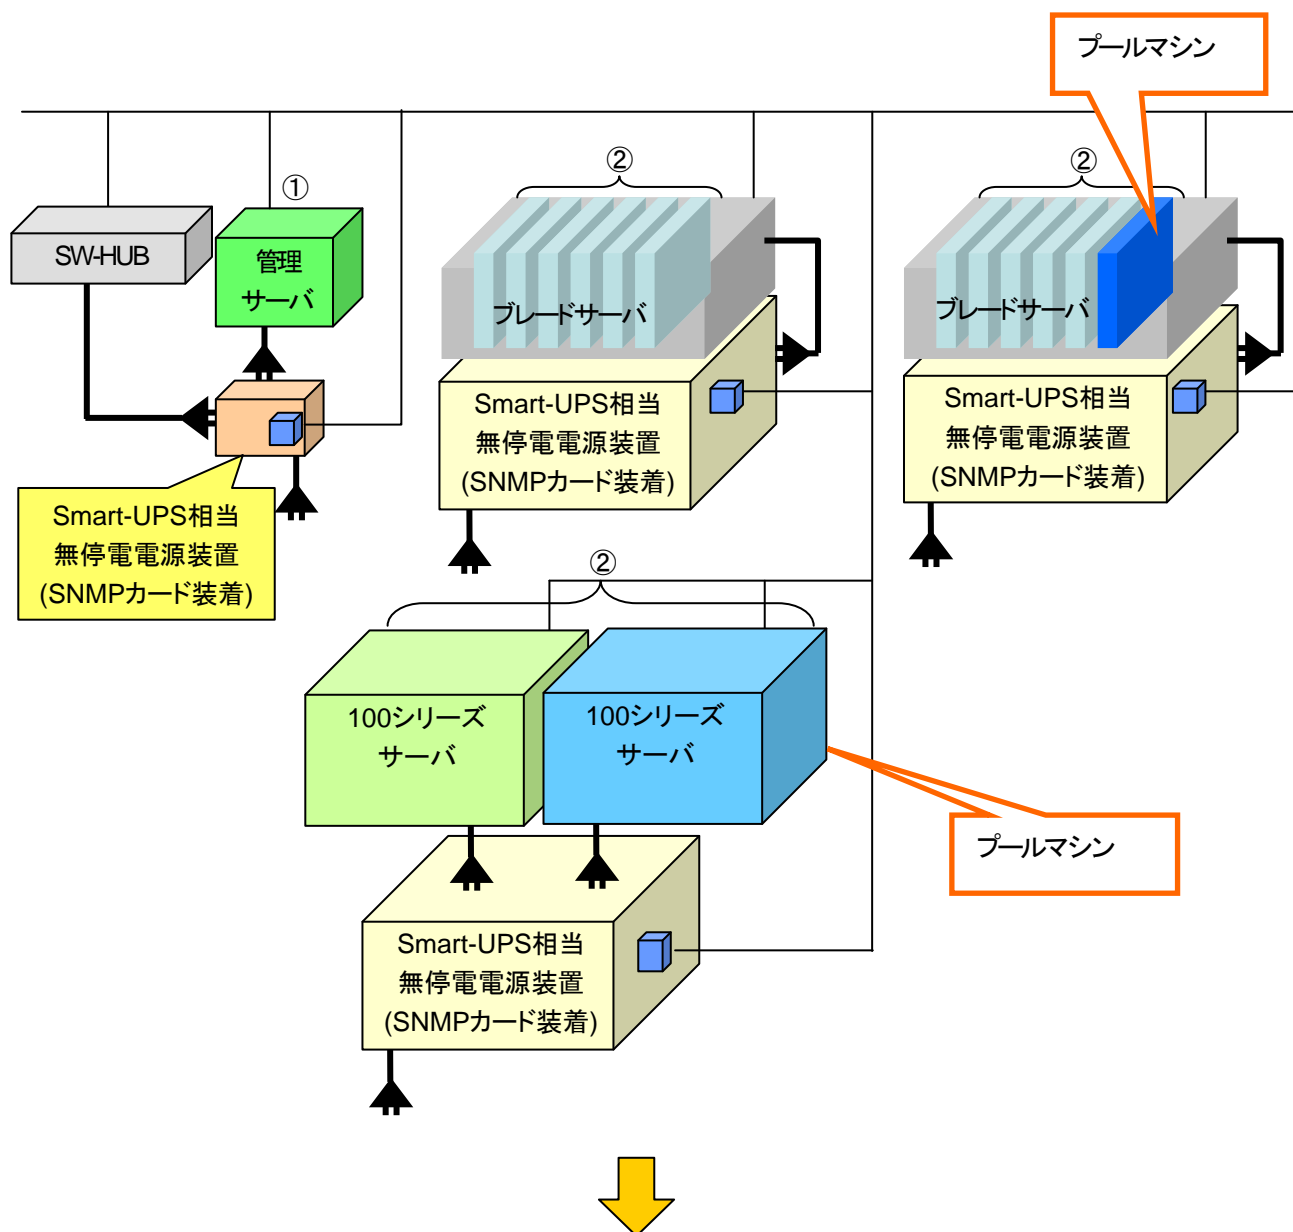 プールマシン
①
②
②
SW-HUB
管理
サーバ
ブレードサーバ
ブレードサーバ
Smart-UPS相当
無停電電源装置
(SNMPカード装着)
Smart-UPS相当
無停電電源装置
(SNMPカード装着)
Smart-UPS相当
無停電電源装置
(SNMPカード装着)
②
100シリーズ
サーバ
100シリーズ
サーバ
プールマシン
Smart-UPS相当
無停電電源装置
(SNMPカード装着)